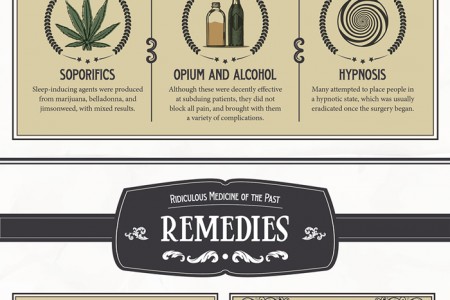 SOPORIFICS
Sleep-inducing agents were produced
from marijuana, belladonna, and
jimsonweed, with mixed results.
OPIUM AND ALCOHOL
Although these were decently effective
at subduing patients, they did not
block all pain, and brought with them
a variety of complications.
HYPNOSIS
Many attempted to place people in
a hypnotic state, which was usually
eradicated once the surgery began.
RIDICULOUS MEDICINE OF THE PAST
REMEDIES